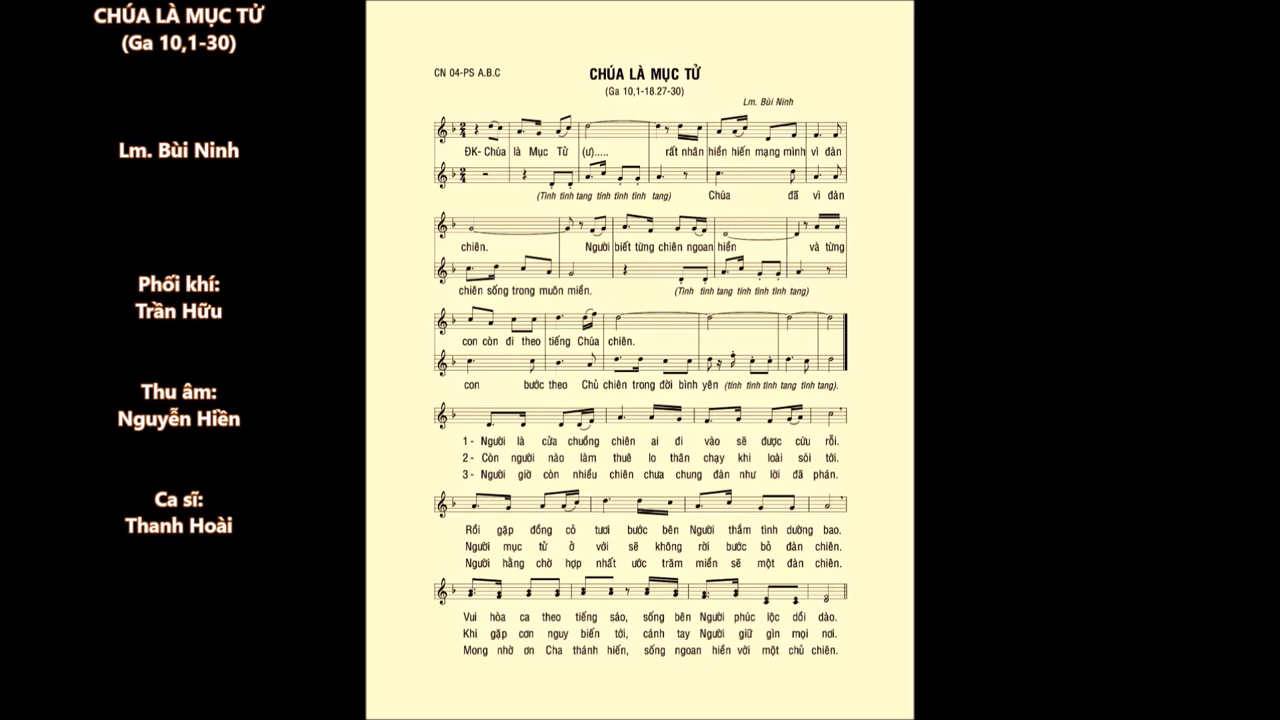 CHÚA LÀ MỤC TỬ
(Ga 10,1-30)
Lm. Bùi Ninh
Phối khí:
Trần Hữu
Thu âm:
Nguyễn Hiền
Ca sĩ:
Thanh Hoài
CN 04-PS A.B.C
CHÚA LÀ MỤC TỬ
(Ga 10,1-18.27-30)
Lm. Bùi Ninh
ĐK- Chúa là Mục Tử (ư)..... rất nhân hiền hiến mạng mình vì đàn
(Tình tình tang tính tình tình tang) Chúa đã vì đàn
chiên. Người biết từng chiên ngoan hiền và từng
chiên sống trong muôn miền. (Tình tình tang tính tình tình tang)
con còn đi theo tiếng Chúa chiên.
con bước theo Chủ chiên trong đời bình yên (tính tình tình tang tình tang).
1- Người là cửa chuồng chiên ai đi vào sẽ được cứu rỗi.
2- Còn người nào làm thuê lo thân chạy khi loài sói tới.
3- Người giờ còn nhiều chiên chưa chung đàn như lời đã phán.
Rồi gặp đồng cỏ tươi bước bên Người thắm tình dường bao.
Người mục tử ở với sẽ không rời bước bỏ đàn chiên.
Người hằng chờ hợp nhất ước trăm miền sẽ một đàn chiên.
Vui hòa ca theo tiếng sáo, sống bên Người phúc lộc dồi dào.
Khi gặp cơn nguy biến tới, cánh tay Người giữ gìn mọi nơi.
Mong nhờ ơn Cha thánh hiến, sống ngoan hiền với một chủ chiên.